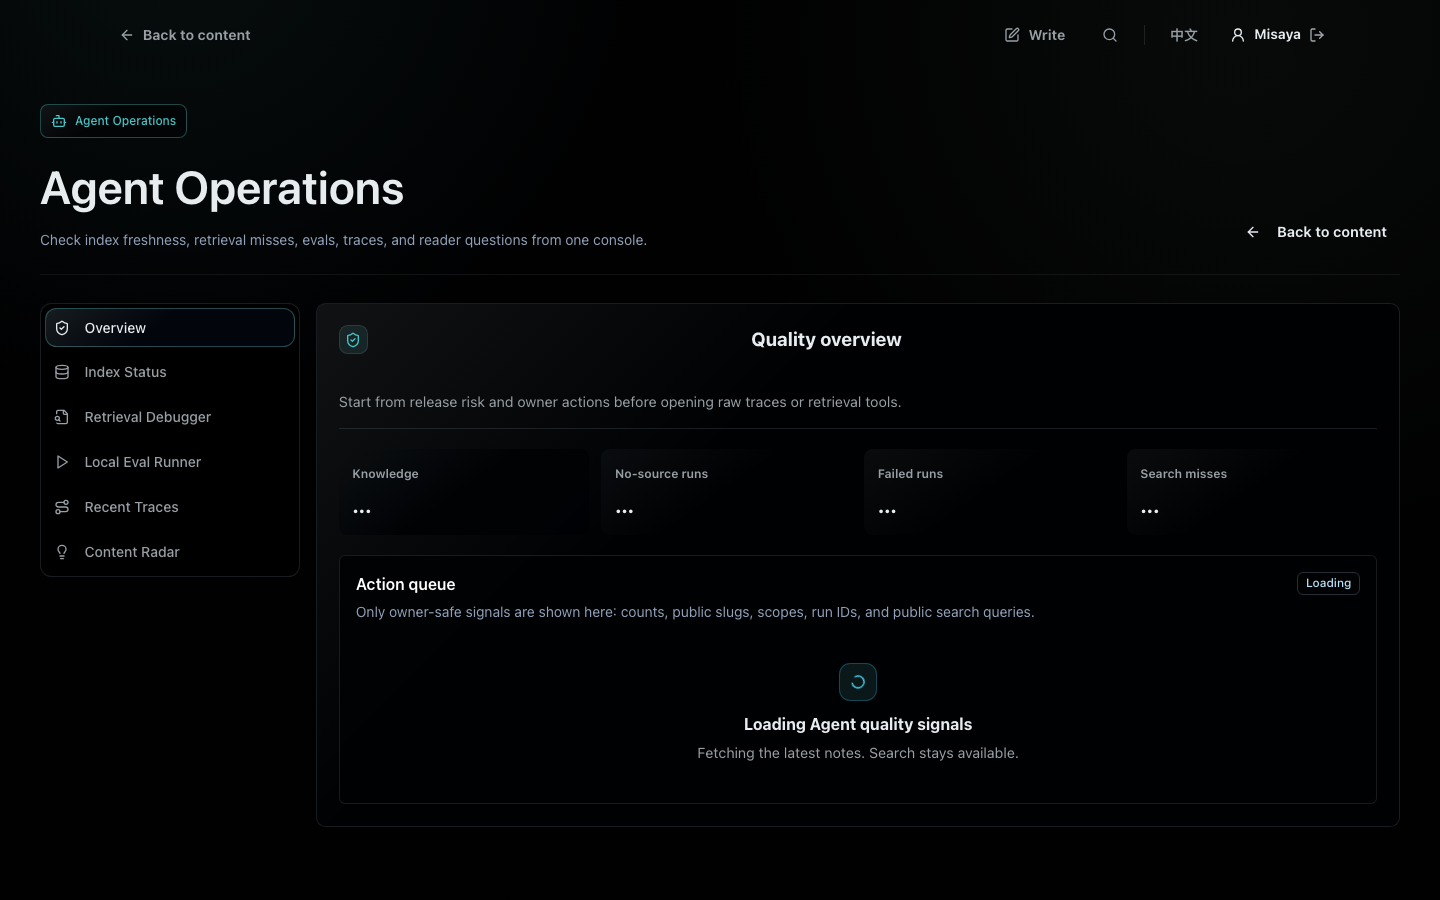 Back to content
Write
中文
Misaya
Agent Operations
Agent Operations
Check index freshness, retrieval misses, evals, traces, and reader questions from one console.
Back to content
Overview
Index Status
Retrieval Debugger
Local Eval Runner
Recent Traces
Content Radar
Quality overview
Start from release risk and owner actions before opening raw traces or retrieval tools.
Knowledge
...
No-source runs
...
Failed runs
...
Search misses
...
Action queue
Loading
Only owner-safe signals are shown here: counts, public slugs, scopes, run IDs, and public search queries.
Loading Agent quality signals
Fetching the latest notes. Search stays available.